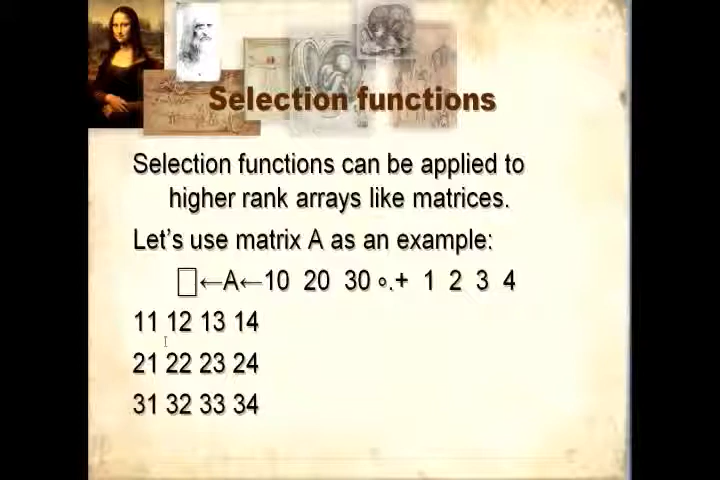 Selection functions
Selection functions can be applied to
higher rank arrays like matrices.
Let's use matrix A as an example:
⎕←A←10 20 30 ∘.+ 1 2 3 4
11 12 13 14
21 22 23 24
31 32 33 34